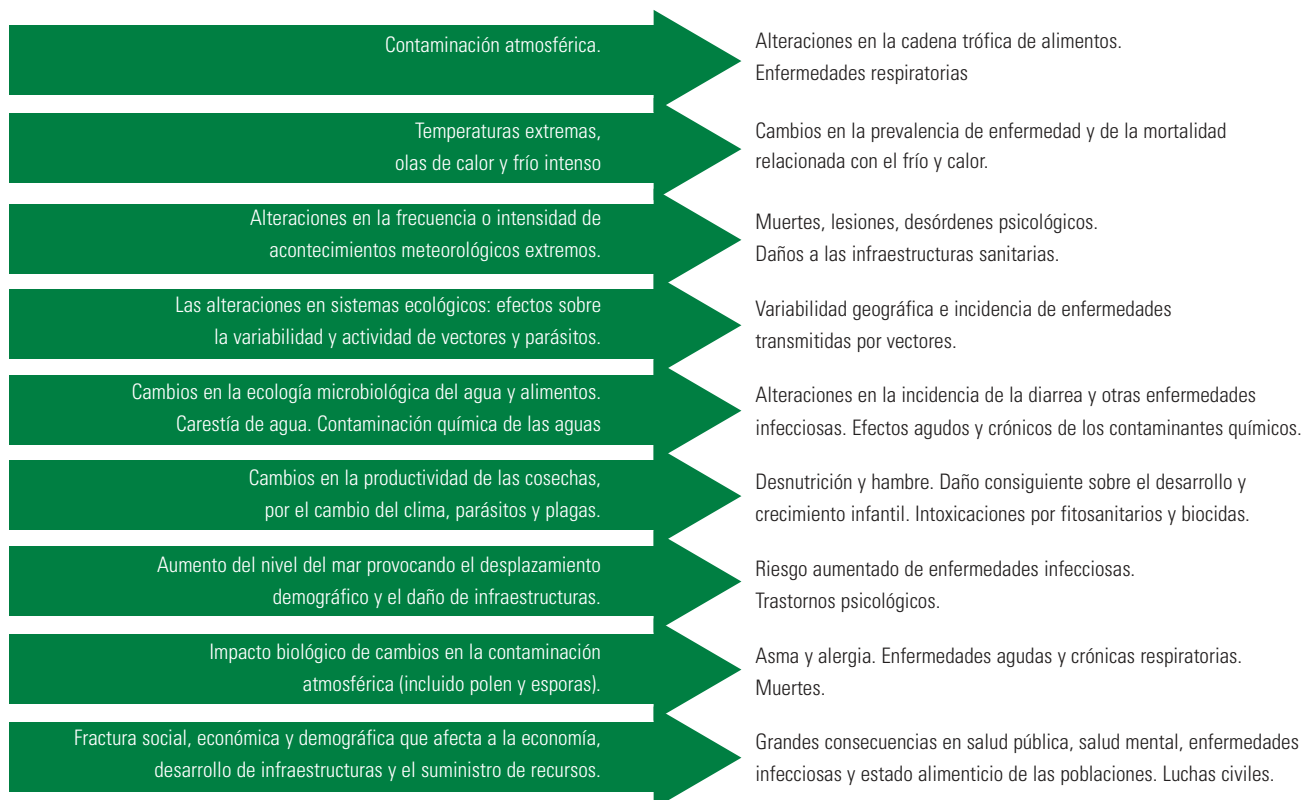 Contaminación atmosférica.
Alteraciones en la cadena trófica de alimentos.
Enfermedades respiratorias
Temperaturas extremas,
olas de calor y frío intenso
Cambios en la prevalencia de enfermedad y de la mortalidad
relacionada con el frío y calor.
Alteraciones en la frecuencia o intensidad de
acontecimientos meteorológicos extremos.
Muertes, lesiones, desórdenes psicológicos.
Daños a las infraestructuras sanitarias.
Las alteraciones en sistemas ecológicos: efectos sobre
la variabilidad y actividad de vectores y parásitos.
Variabilidad geográfica e incidencia de enfermedades
transmitidas por vectores.
Cambios en la ecología microbiológica del agua y alimentos.
Carestía de agua. Contaminación química de las aguas
Alteraciones en la incidencia de la diarrea y otras enfermedades
infecciosas. Efectos agudos y crónicos de los contaminantes químicos.
Cambios en la productividad de las cosechas,
por el cambio del clima, parásitos y plagas.
Desnutrición y hambre. Daño consiguiente sobre el desarrollo y
crecimiento infantil. Intoxicaciones por fitosanitarios y biocidas.
Aumento del nivel del mar provocando el desplazamiento
demográfico y el daño de infraestructuras.
Riesgo aumentado de enfermedades infecciosas.
Trastornos psicológicos.
Impacto biológico de cambios en la contaminación
atmosférica (incluido polen y esporas).
Asma y alergia. Enfermedades agudas y crónicas respiratorias.
Muertes.
Fractura social, económica y demográfica que afecta a la economía,
desarrollo de infraestructuras y el suministro de recursos.
Grandes consecuencias en salud pública, salud mental, enfermedades
infecciosas y estado alimenticio de las poblaciones. Luchas civiles.